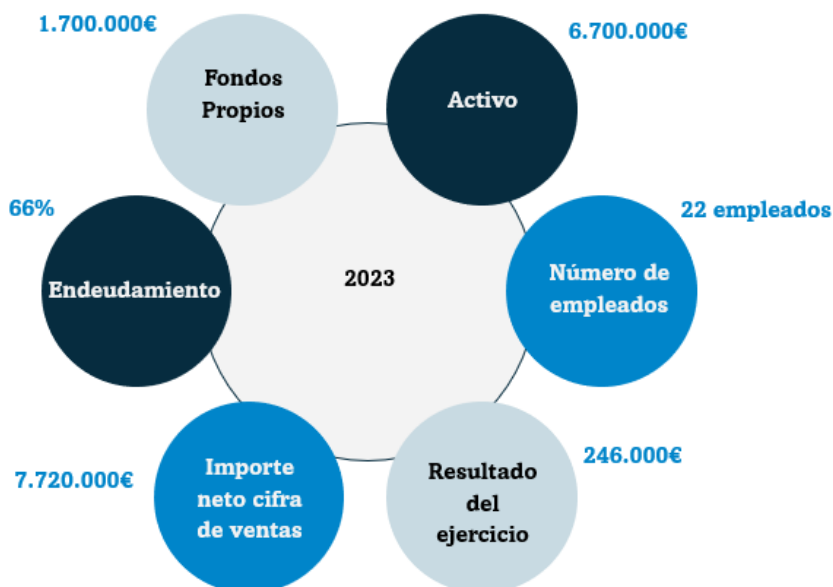 1.700.000€
Fondos
Propios
6.700.000€
Activo
66%
Endeudamiento
2023
22 empleados
Número de
empleados
7.720.000€
Importe
neto cifra
de ventas
Resultado
del
ejercicio
246.000€